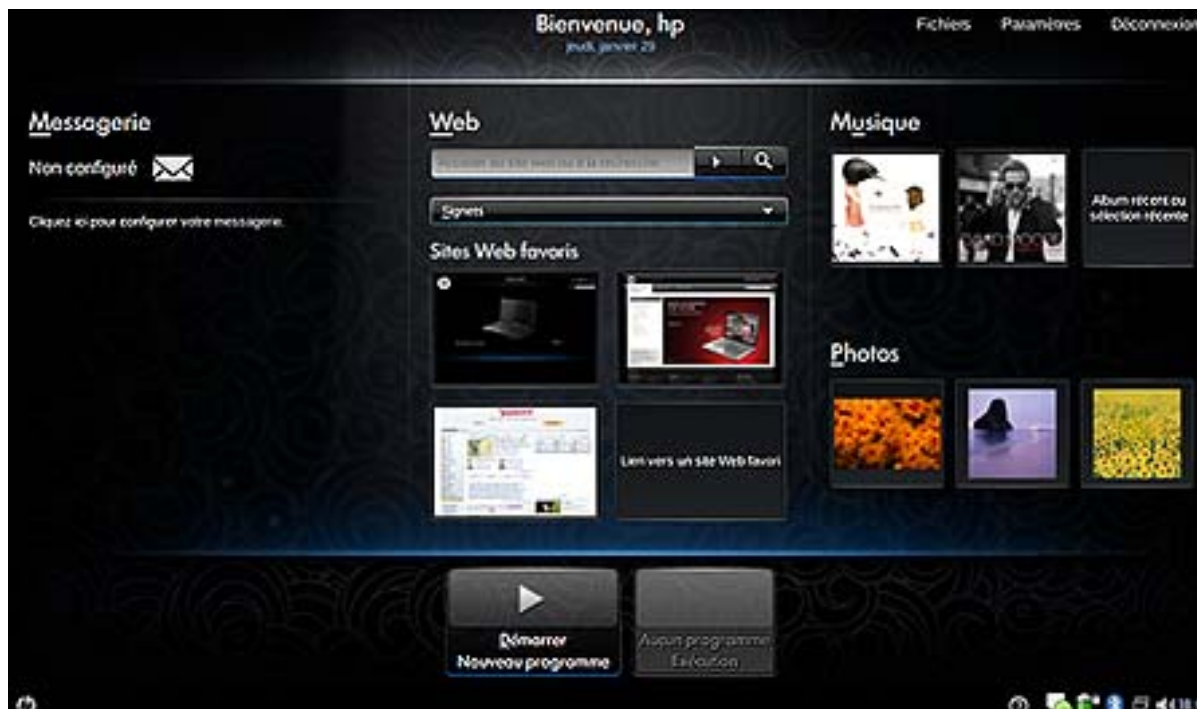 Bienvenue, hp
jeudi, janvier 29
Fichiers Paramètres Déconnexion
Messagerie
Non configuré
Cliquez ici pour configurer votre messagerie.
Web
Signets
Sites Web favoris
Lien vers un site Web favori
Musique
Album récent ou
sélection récente
Photos
Démarrer
Nouveau programme
Aucun programme
Exécution